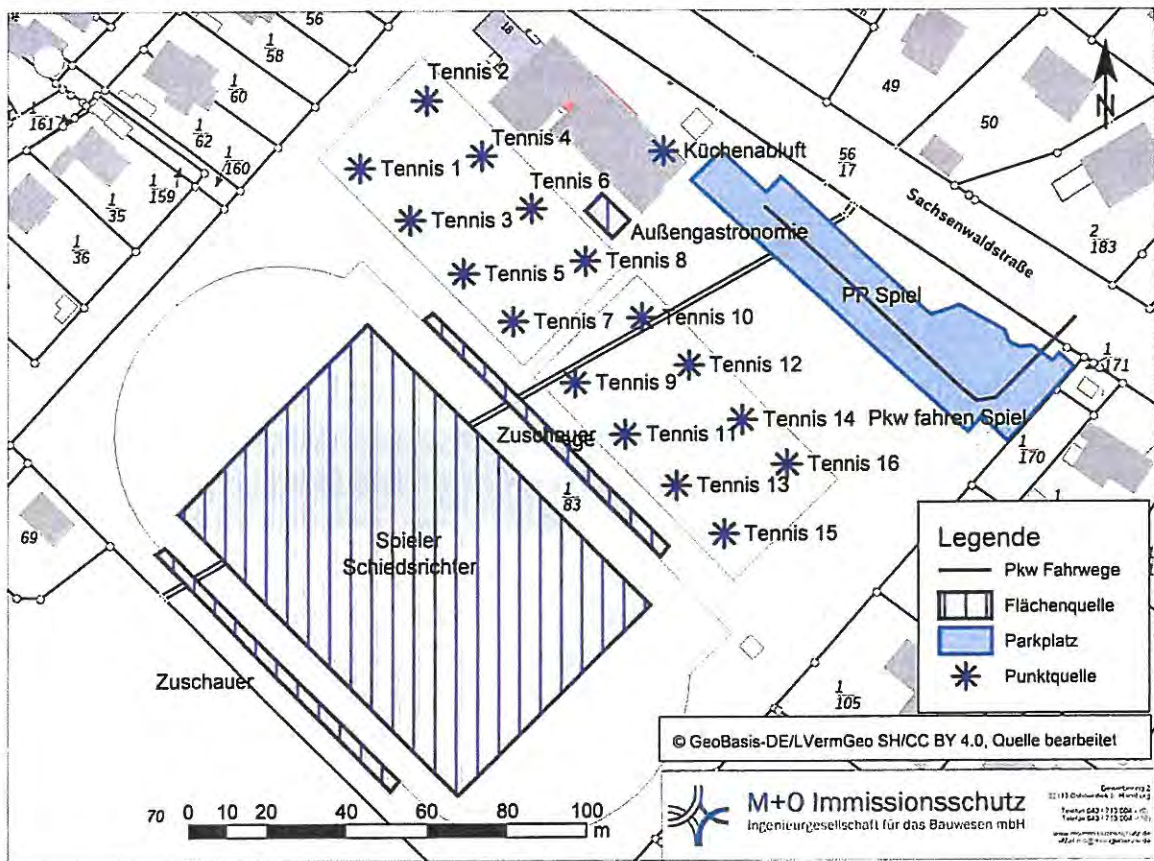 56
1/58
1/60
1/62
1/161
1/160
1/159
1/35
1/36
18
49
50
N
56/17
2/183
Sachsenwaldstraße
1/171
1/170
Tennis 2
Tennis 4
Tennis 1
Tennis 6
Tennis 3
Küchenabluft
Außengastronomie
Tennis 5
Tennis 8
Tennis 7
Tennis 10
PP Spiel
Tennis 12
Tennis 9
Tennis 14
Pkw fahren Spiel
Zuschauer
Tennis 11
Tennis 16
Tennis 13
1/83
Tennis 15
69
Spieler
Schiedsrichter
Zuschauer
1/105
70
Legende
Pkw Fahrwege
Flächenquelle
Parkplatz
Punktquelle
© GeoBasis-DE/LVermGeo SH/CC BY 4.0, Quelle bearbeitet
0 20 40 60 80 100
m
M+O Immissionsschutz
Ingenieurgesellschaft für das Bauwesen mbH